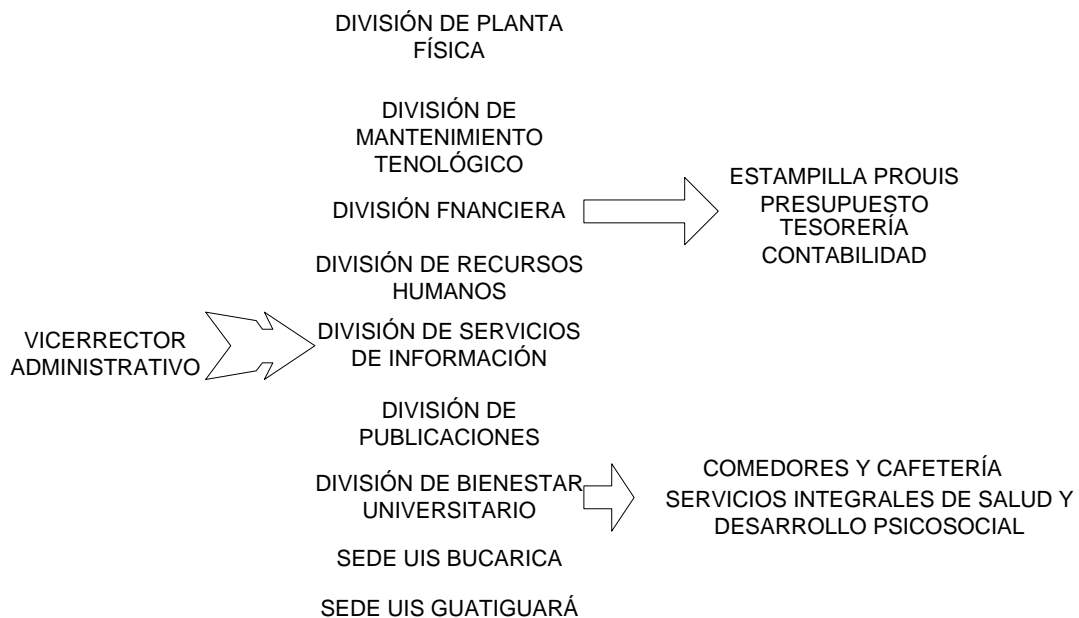 DIVISIÓN DE PLANTA
FÍSICA
DIVISIÓN DE
MANTENIMIENTO
TENOLÓGICO
DIVISIÓN FNANCIERA
ESTAMPILLA PROUIS
PRESUPUESTO
TESORERÍA
CONTABILIDAD
DIVISIÓN DE RECURSOS
HUMANOS
VICERRECTOR
ADMINISTRATIVO
DIVISIÓN DE SERVICIOS
DE INFORMACIÓN
DIVISIÓN DE
PUBLICACIONES
DIVISIÓN DE BIENESTAR
UNIVERSITARIO
COMEDORES Y CAFETERÍA
SERVICIOS INTEGRALES DE SALUD Y
DESARROLLO PSICOSOCIAL
SEDE UIS BUCARICA
SEDE UIS GUATIGUARÁ